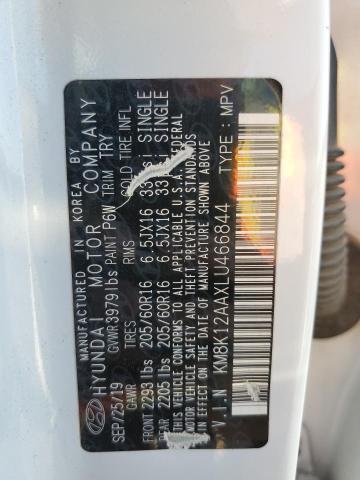 MFD BY HYUNDAI MOTOR COMPANY IN KOREA
SEP/25/19 GVWR 3979 lbs PAINT P6W TRIM TRY
GAWR TIRES RIMS COLD TIRE INFL
FRONT 2293 lbs 205/60R16 6.5JX16 33 psi SINGLE
REAR 2205 lbs 205/60R16 6.5JX16 33 psi SINGLE
THIS VEHICLE CONFORMS TO ALL APPLICABLE U.S.A. FEDERAL
MOTOR VEHICLE SAFETY AND THEFT PREVENTION STANDARDS
IN EFFECT ON THE DATE OF MANUFACTURE SHOWN ABOVE
V.I.N KM8K12AAXLU466844 TYPE : MPV